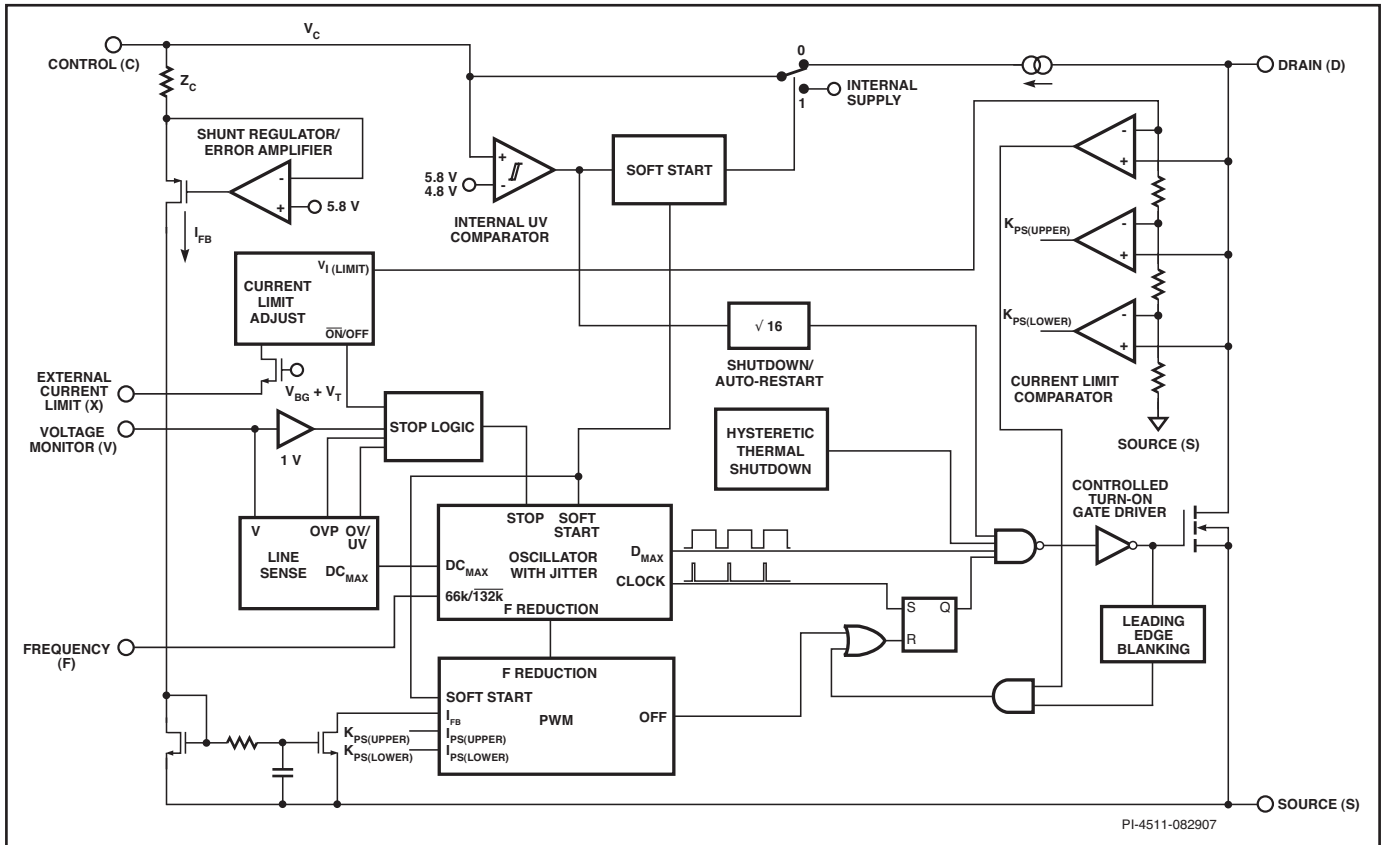 V_C
CONTROL (C)
Z_C
0
DRAIN (D)
INTERNAL
SUPPLY
1
SHUNT REGULATOR/
ERROR AMPLIFIER
-
+
5.8 V
I_FB
+
-
5.8 V
4.8 V
INTERNAL UV
COMPARATOR
SOFT START
-
+
K_PS(UPPER)
-
+
K_PS(LOWER)
-
+
CURRENT LIMIT
COMPARATOR
SOURCE (S)
V_I (LIMIT)
CURRENT
LIMIT
ADJUST
O̅N̅/OFF
√ 16
SHUTDOWN/
AUTO-RESTART
V_BG + V_T
EXTERNAL
CURRENT
LIMIT (X)
VOLTAGE
MONITOR (V)
1 V
STOP LOGIC
HYSTERETIC
THERMAL
SHUTDOWN
CONTROLLED
TURN-ON
GATE DRIVER
V
OVP
OV/
UV
LINE
SENSE
DC_MAX
STOP
SOFT
START
OSCILLATOR
WITH JITTER
D_MAX
DC_MAX
CLOCK
66k/1̅3̅2̅k̅
F REDUCTION
S
Q
R
LEADING
EDGE
BLANKING
FREQUENCY
(F)
F REDUCTION
SOFT START
I_FB
PWM
OFF
K_PS(UPPER)
I_PS(UPPER)
K_PS(LOWER)
I_PS(LOWER)
SOURCE (S)
PI-4511-082907